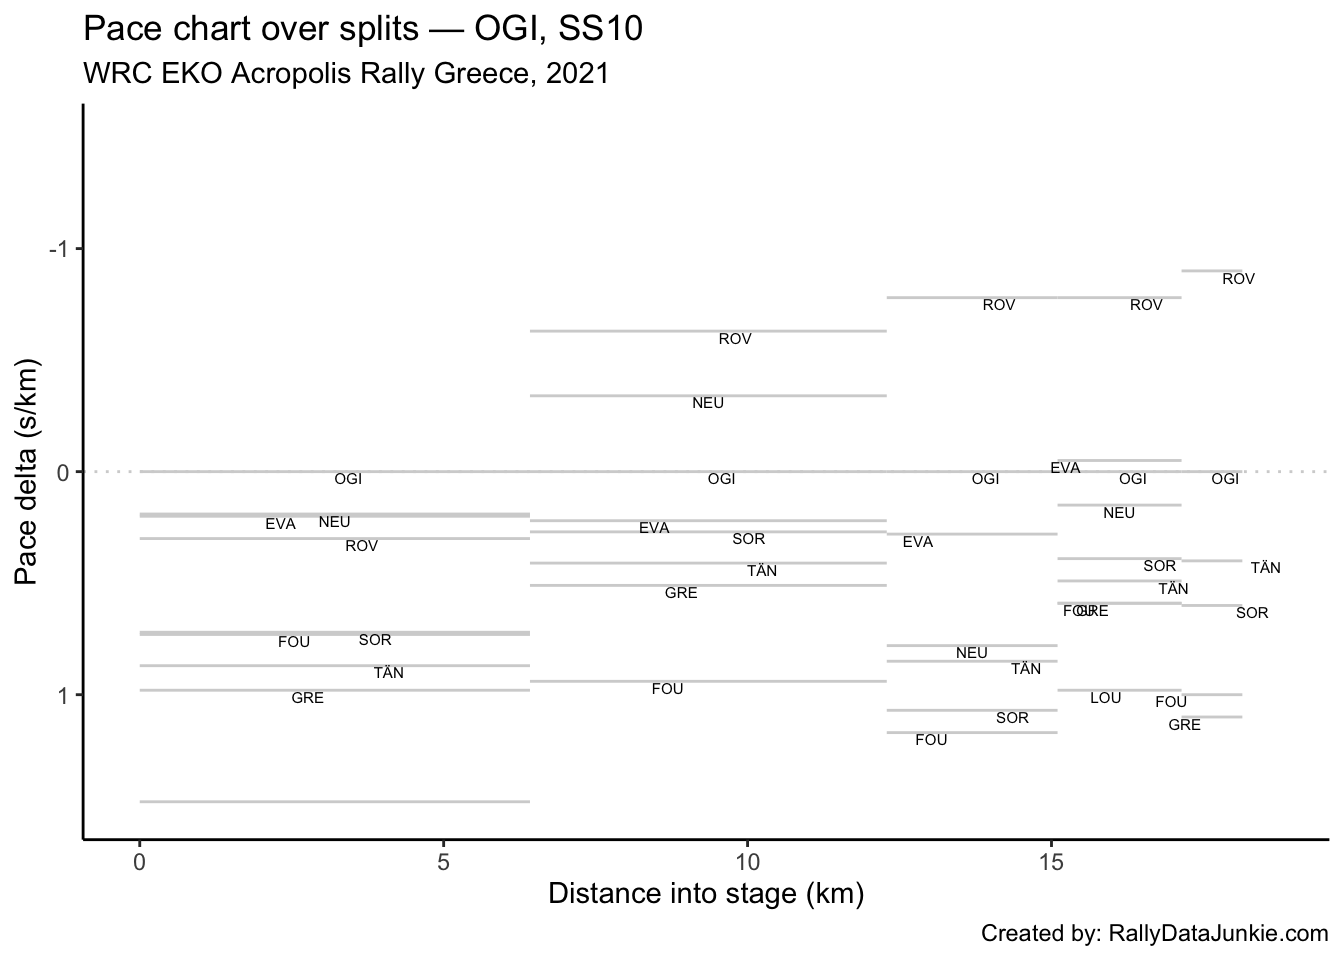 Pace chart over splits — OGI, SS10
WRC EKO Acropolis Rally Greece, 2021
Pace delta (s/km)
-1
0
1
ROV
ROV
ROV
ROV
NEU
EVA
OGI
OGI
OGI
OGI
OGI
NEU
EVA
NEU
ROV
EVA
SOR
EVA
SOR
TÄN
TÄN
TÄN
GRE
FOU
GRE
SOR
FOU
SOR
NEU
TÄN
TÄN
GRE
FOU
LOU
FOU
SOR
GRE
FOU
0
5
10
15
Distance into stage (km)
Created by: RallyDataJunkie.com